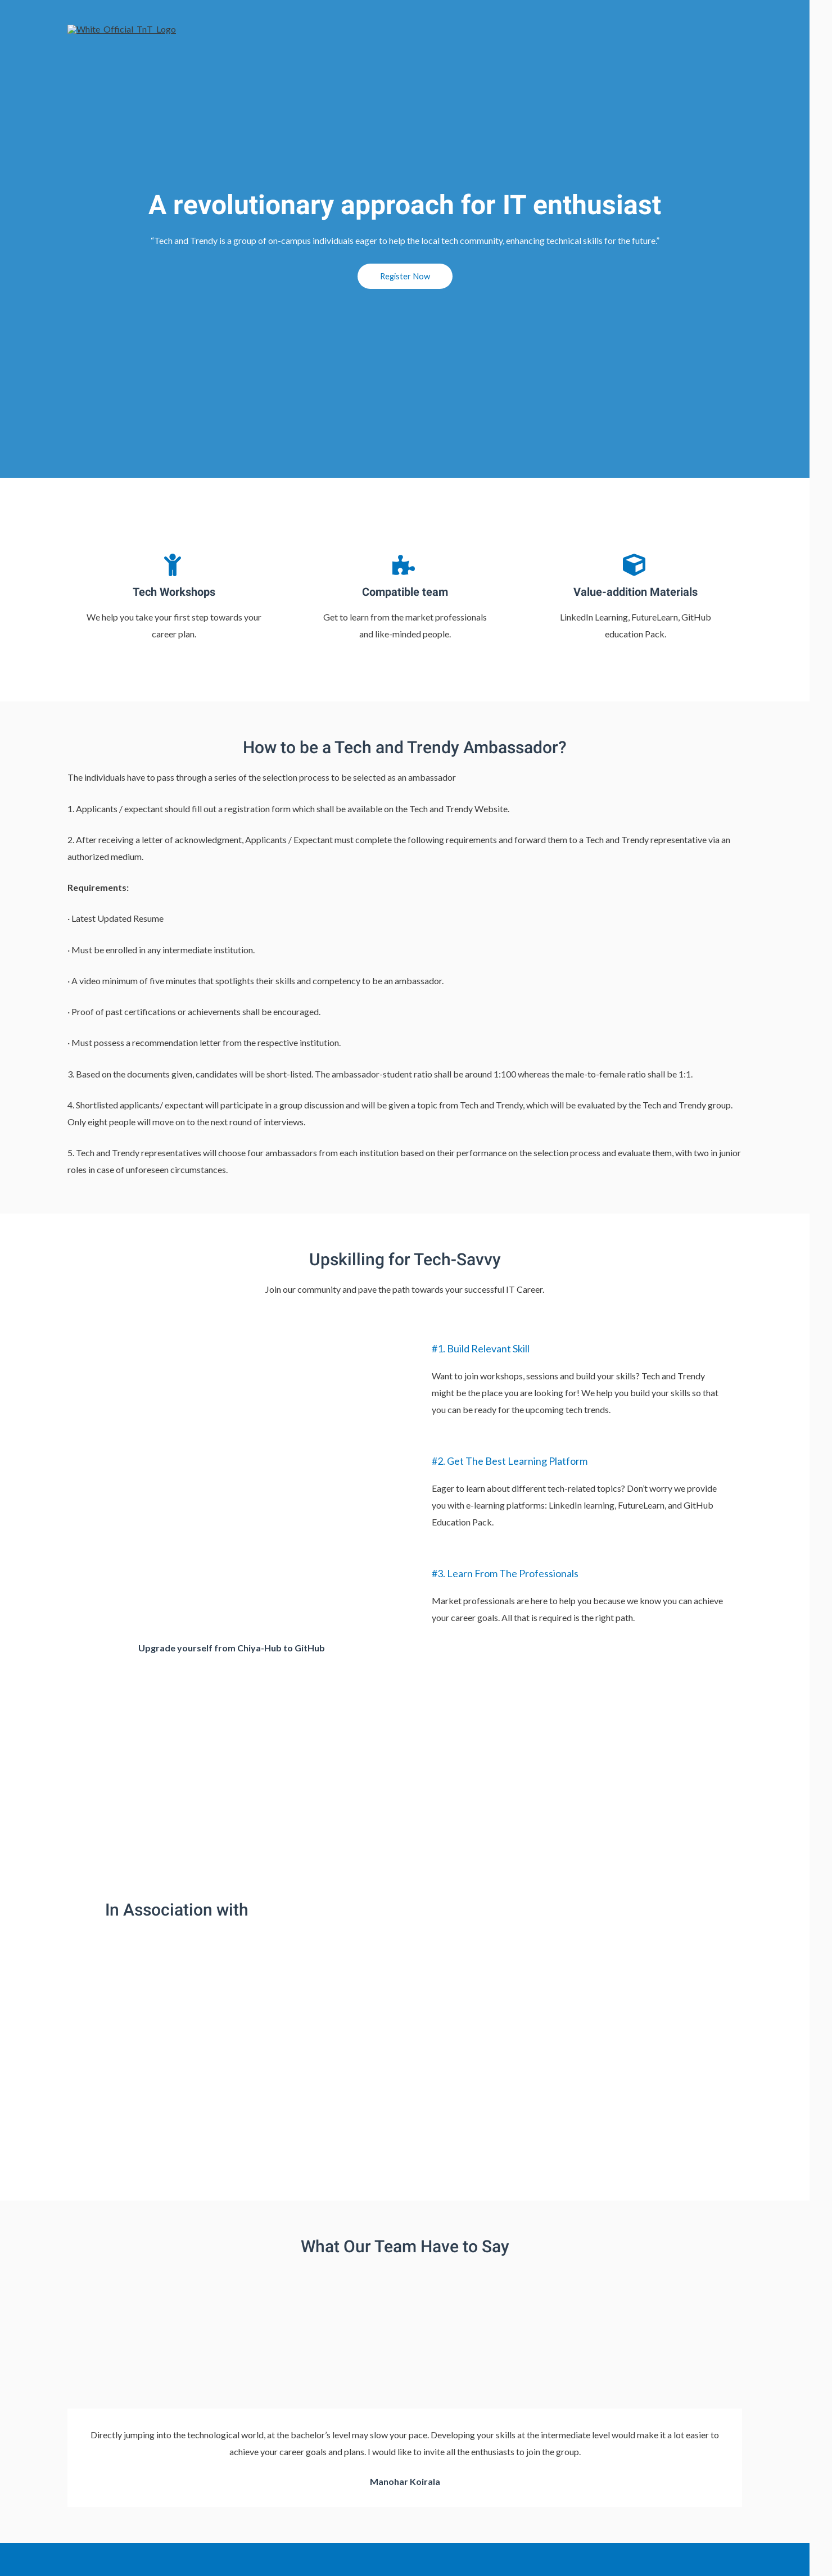 White_Official_TnT_Logo
A revolutionary approach for IT enthusiast
“Tech and Trendy is a group of on-campus individuals eager to help the local tech community, enhancing technical skills for the future.”
Register Now
Tech Workshops
We help you take your first step towards your
career plan.
Compatible team
Get to learn from the market professionals
and like-minded people.
Value-addition Materials
LinkedIn Learning, FutureLearn, GitHub
education Pack.
How to be a Tech and Trendy Ambassador?
The individuals have to pass through a series of the selection process to be selected as an ambassador
1. Applicants / expectant should fill out a registration form which shall be available on the Tech and Trendy Website.
2. After receiving a letter of acknowledgment, Applicants / Expectant must complete the following requirements and forward them to a Tech and Trendy representative via an
authorized medium.
Requirements:
· Latest Updated Resume
· Must be enrolled in any intermediate institution.
· A video minimum of five minutes that spotlights their skills and competency to be an ambassador.
· Proof of past certifications or achievements shall be encouraged.
· Must possess a recommendation letter from the respective institution.
3. Based on the documents given, candidates will be short-listed. The ambassador-student ratio shall be around 1:100 whereas the male-to-female ratio shall be 1:1.
4. Shortlisted applicants/ expectant will participate in a group discussion and will be given a topic from Tech and Trendy, which will be evaluated by the Tech and Trendy group.
Only eight people will move on to the next round of interviews.
5. Tech and Trendy representatives will choose four ambassadors from each institution based on their performance on the selection process and evaluate them, with two in junior
roles in case of unforeseen circumstances.
Upskilling for Tech-Savvy
Join our community and pave the path towards your successful IT Career.
#1. Build Relevant Skill
Want to join workshops, sessions and build your skills? Tech and Trendy
might be the place you are looking for! We help you build your skills so that
you can be ready for the upcoming tech trends.
#2. Get The Best Learning Platform
Eager to learn about different tech-related topics? Don’t worry we provide
you with e-learning platforms: LinkedIn learning, FutureLearn, and GitHub
Education Pack.
#3. Learn From The Professionals
Market professionals are here to help you because we know you can achieve
your career goals. All that is required is the right path.
Upgrade yourself from Chiya-Hub to GitHub
In Association with
What Our Team Have to Say
Directly jumping into the technological world, at the bachelor’s level may slow your pace. Developing your skills at the intermediate level would make it a lot easier to
achieve your career goals and plans. I would like to invite all the enthusiasts to join the group.
Manohar Koirala